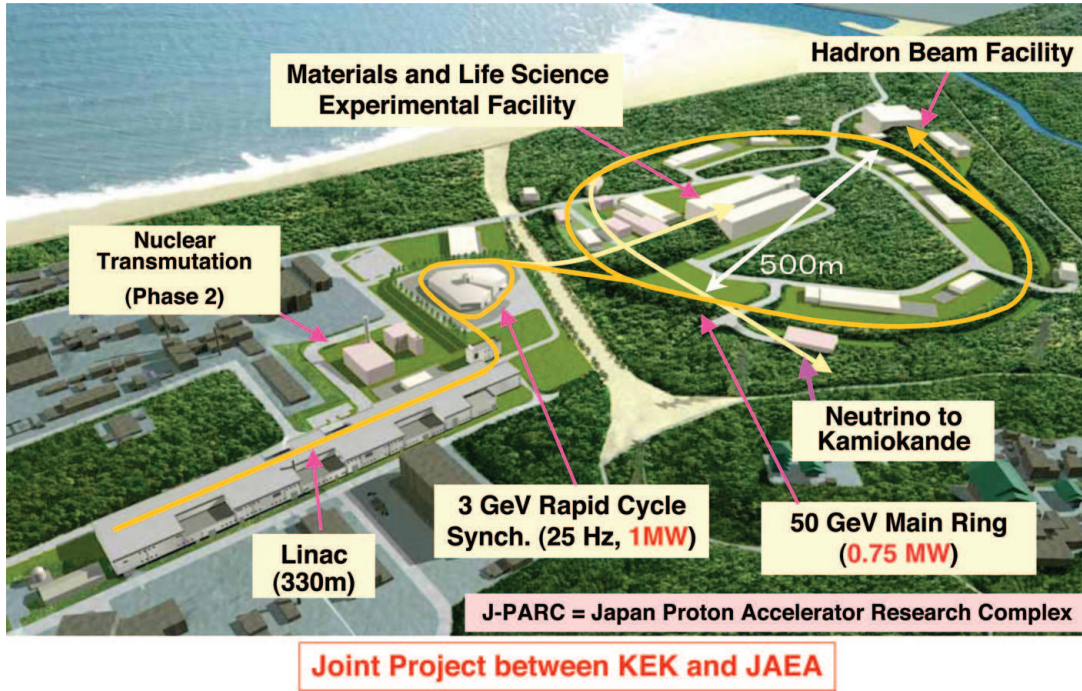 Hadron Beam Facility
Materials and Life Science
Experimental Facility
Nuclear
Transmutation
(Phase 2)
500m
Neutrino to
Kamiokande
3 GeV Rapid Cycle
Synch. (25 Hz, 1MW)
50 GeV Main Ring
(0.75 MW)
Linac
(330m)
J-PARC = Japan Proton Accelerator Research Complex
Joint Project between KEK and JAEA